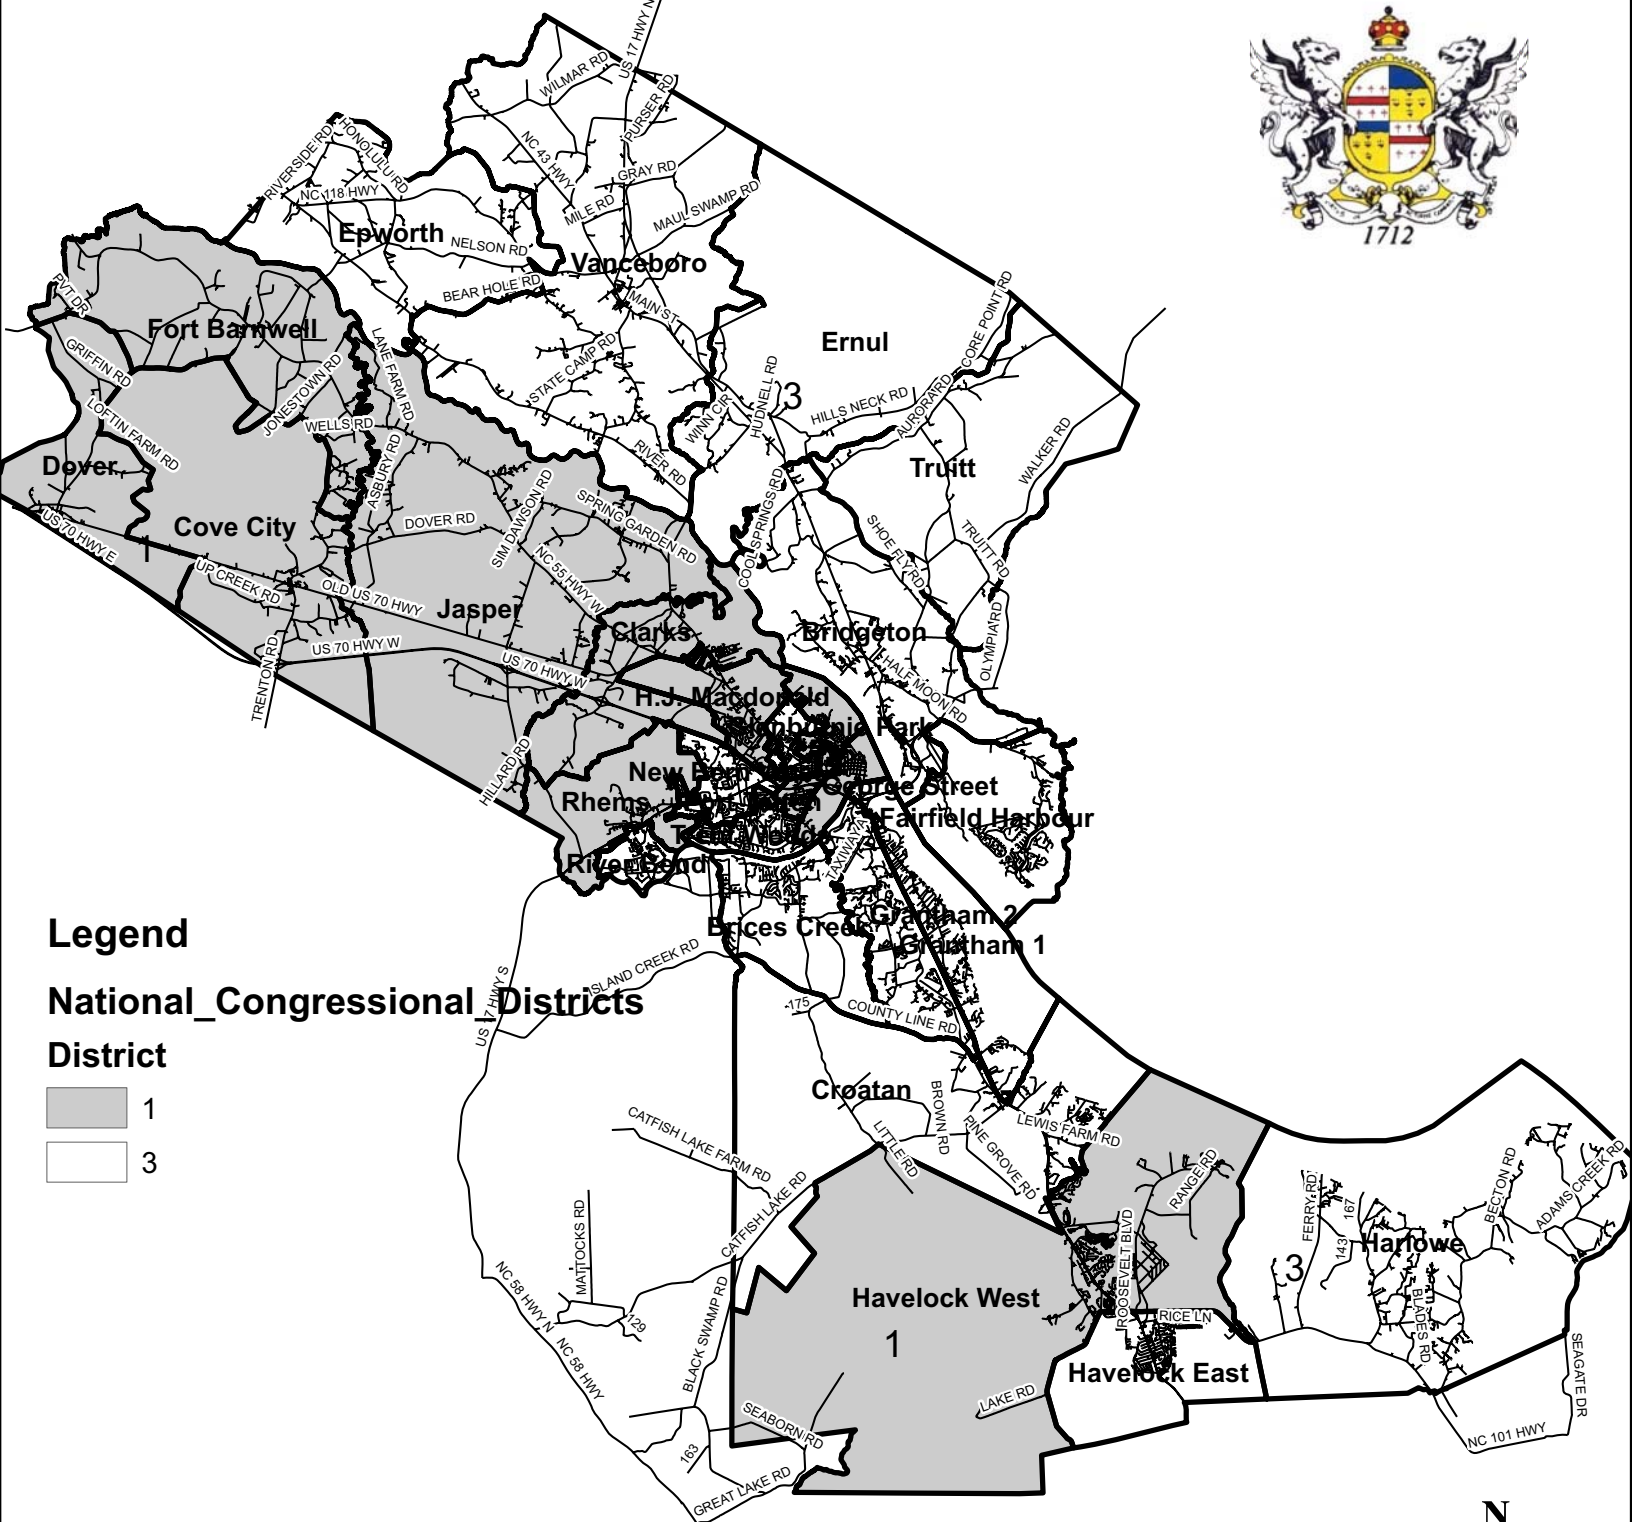 US 17 HWY N
WILMAR RD
PURSER RD
1712
RIVERSIDE RD
HONOLULU RD
NC 43 HWY
GRAY RD
NC 118 HWY
MILE RD
MAUL SWAMP RD
Epworth
NELSON RD
Vanceboro
BEAR HOLE RD
PVT DR
MAIN ST
CORE POINT RD
Fort Barnwell
LANE FARM RD
Ernul
GRIFFIN RD
STATE CAMP RD
HUDNELL RD
3
JONESTOWN RD
LOFTIN FARM RD
WELLS RD
WINN CIR
HILLS NECK RD
AURORA RD
Dover
ASBURY RD
RIVER RD
Truitt
WALKER RD
SIM DAWSON RD
SPRING GARDEN RD
COOL SPRINGS RD
US 70 HWY E
Cove City
DOVER RD
SHOE FLY RD
TRUITT RD
1
NC 55 HWY W
UP CREEK RD
OLD US 70 HWY
Jasper
Clarks
Bridgeton
OLYMPIA RD
US 70 HWY W
US 70 HWY W
HALF MOON RD
TRENTON RD
H.J. Macdonald
Park
HILLARD RD
New Bern
George Street
Rhems
Fort
Fairfield Harbour
TAXIWAY A
River Bend
Grantham 2
Brices Creek
Grantham 1
Legend
ISLAND CREEK RD
National_Congressional_Districts
US 17 HWY S
175
COUNTY LINE RD
District
1
3
Croatan
BROWN RD
CATFISH LAKE FARM RD
LITTLE RD
PINE GROVE RD
LEWIS FARM RD
RANGE RD
BECTON RD
ADAMS CREEK RD
CATFISH LAKE RD
MATTOCKS RD
FERRY RD
167
143
Harlowe
ROOSEVELT BLVD
3
NC 58 HWY N
129
BLACK SWAMP RD
Havelock West
RICE LN
BLADES RD
1
NC 58 HWY
Havelock East
SEAGATE DR
LAKE RD
SEABORN RD
163
NC 101 HWY
GREAT LAKE RD
N